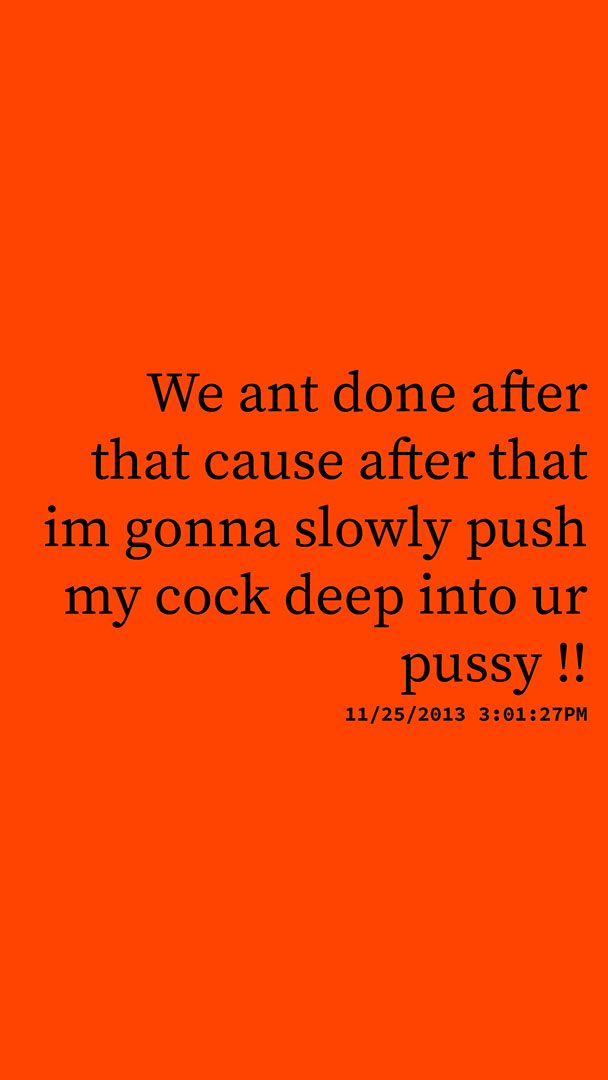 We ant done after
that cause after that
im gonna slowly push
my cock deep into ur
pussy !!
11/25/2013 3:01:27PM